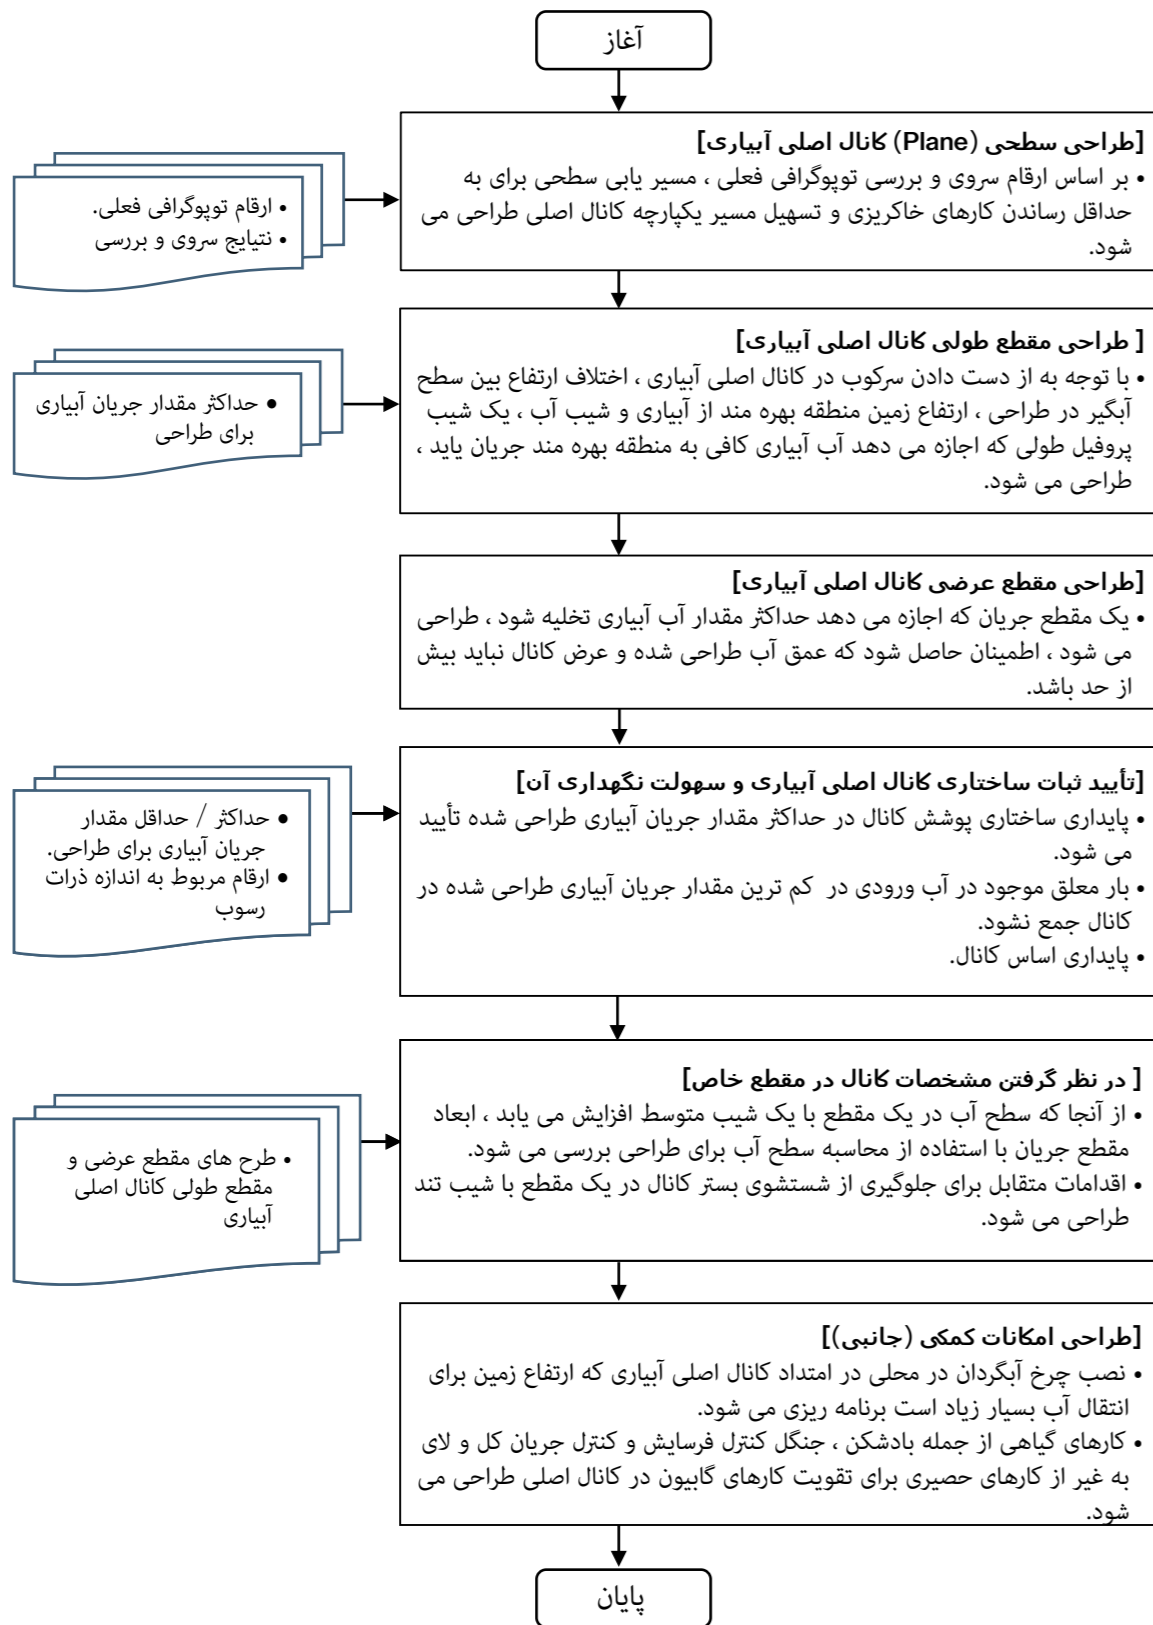 آغاز
[طراحی سطحی (Plane) کانال اصلی آبیاری]
• بر اساس ارقام سروی و بررسی توپوگرافی فعلی ، مسیر یابی سطحی برای به
حداقل رساندن کارهای خاکریزی و تسهیل مسیر یکپارچه کانال اصلی طراحی می
شود.
• ارقام توپوگرافی فعلی.
• نتیایج سروی و بررسی
[ طراحی مقطع طولی کانال اصلی آبیاری]
• با توجه به از دست دادن سرکوب در کانال اصلی آبیاری ، اختلاف ارتفاع بین سطح
آبگیر در طراحی ، ارتفاع زمین منطقه بهره مند از آبیاری و شیب آب ، یک شیب
پروفیل طولی که اجازه می دهد آب آبیاری کافی به منطقه بهره مند جریان یابد ،
طراحی می شود.
● حداکثر مقدار جریان آبیاری
برای طراحی
[طراحی مقطع عرضی کانال اصلی آبیاری]
• یک مقطع جریان که اجازه می دهد حداکثر مقدار آب آبیاری تخلیه شود ، طراحی
می شود ، اطمینان حاصل شود که عمق آب طراحی شده و عرض کانال نباید بیش
از حد باشد.
[تأیید ثبات ساختاری کانال اصلی آبیاری و سهولت نگهداری آن]
• پایداری ساختاری پوشش کانال در حداکثر مقدار جریان آبیاری طراحی شده تأیید
می شود.
• بار معلق موجود در آب ورودی در کم ترین مقدار جریان آبیاری طراحی شده در
کانال جمع نشود.
• پایداری اساس کانال.
● حداکثر / حداقل مقدار
جریان آبیاری برای طراحی.
● ارقام مربوط به اندازه ذرات
رسوب
[ در نظر گرفتن مشخصات کانال در مقطع خاص]
• از آنجا که سطح آب در یک مقطع با یک شیب متوسط افزایش می یابد ، ابعاد
مقطع جریان با استفاده از محاسبه سطح آب برای طراحی بررسی می شود.
• اقدامات متقابل برای جلوگیری از شستشوی بستر کانال در یک مقطع با شیب تند
طراحی می شود.
• طرح های مقطع عرضی و
مقطع طولی کانال اصلی
آبیاری
[طراحی امکانات کمکی (جانبی)]
• نصب چرخ آبگردان در محلی در امتداد کانال اصلی آبیاری که ارتفاع زمین برای
انتقال آب بسیار زیاد است برنامه ریزی می شود.
• کارهای گیاهی از جمله بادشکن ، جنگل کنترل فرسایش و کنترل جریان کل و لای
به غیر از کارهای حصیری برای تقویت کارهای گابیون در کانال اصلی طراحی می
شود.
پایان